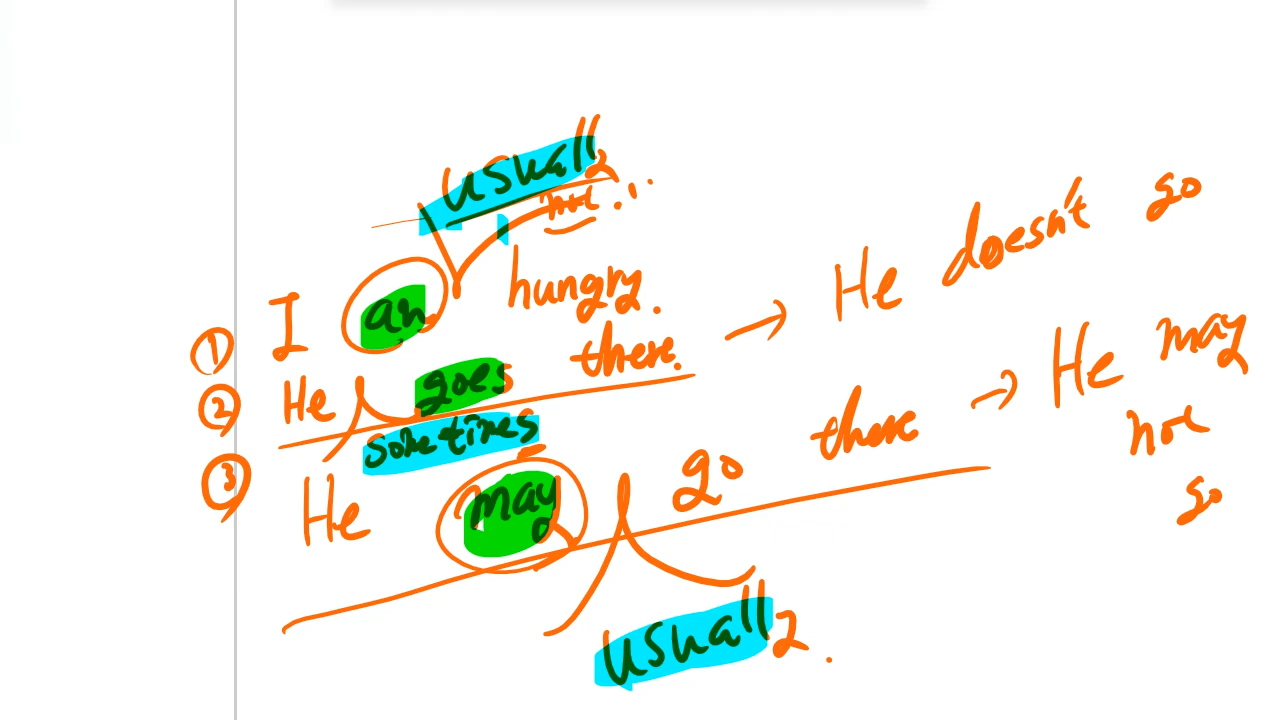 usually
not
① I am hungry.
② He goes there. → He doesn't go
sometimes
③ He may go there → He may
not
go
usually.